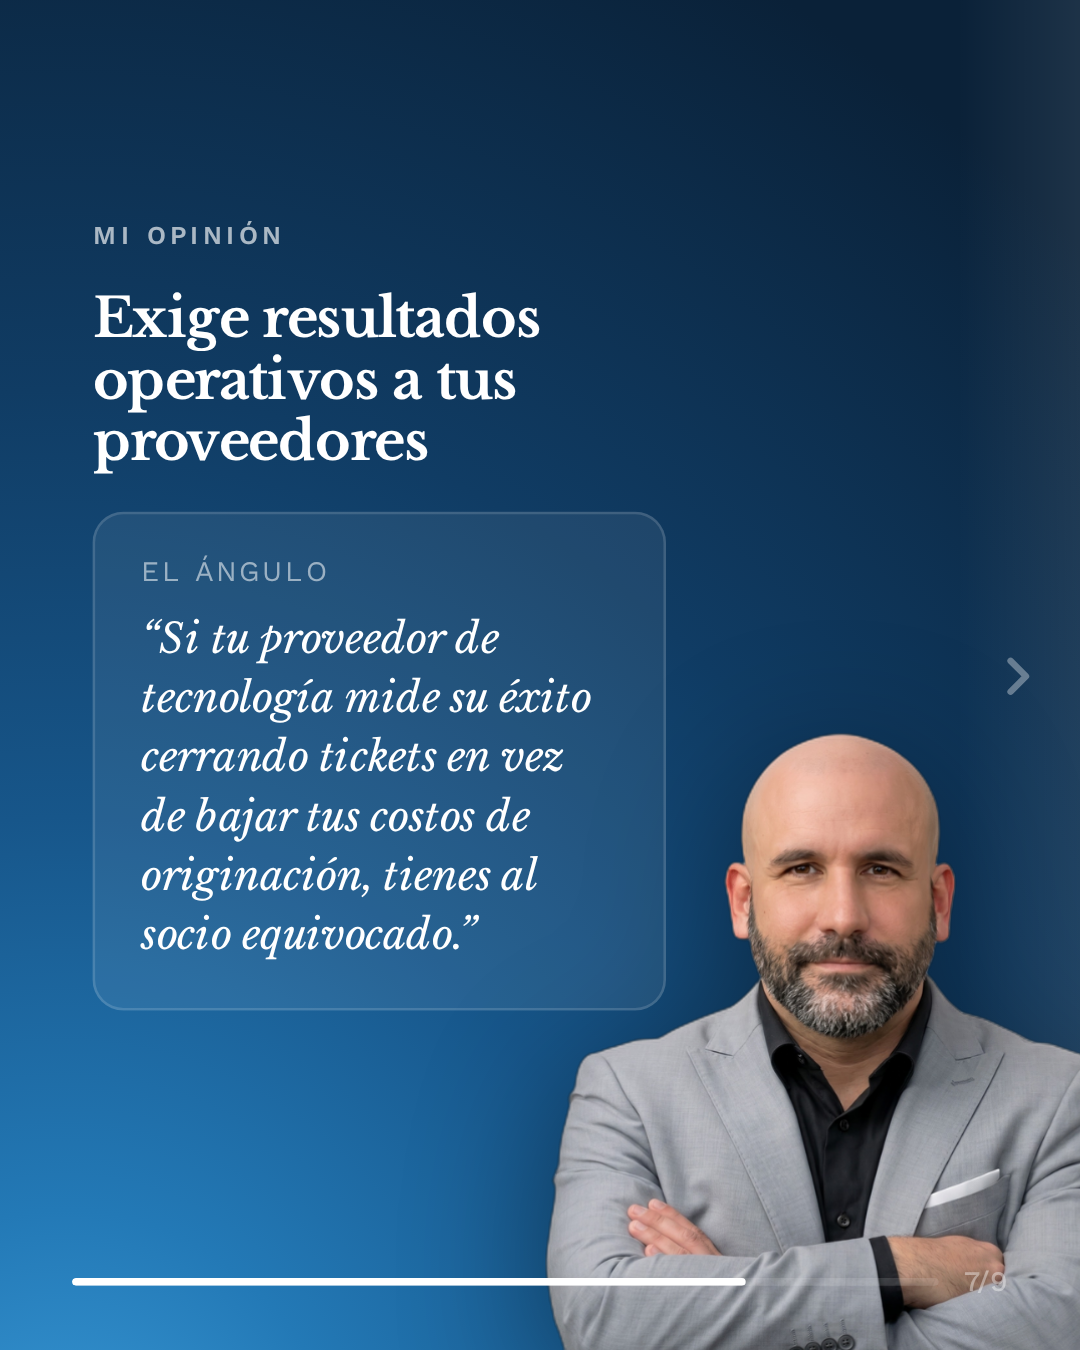 MI OPINIÓN
Exige resultados
operativos a tus
proveedores
EL ÁNGULO
“Si tu proveedor de
tecnología mide su éxito
cerrando tickets en vez
de bajar tus costos de
originación, tienes al
socio equivocado.”
7/9